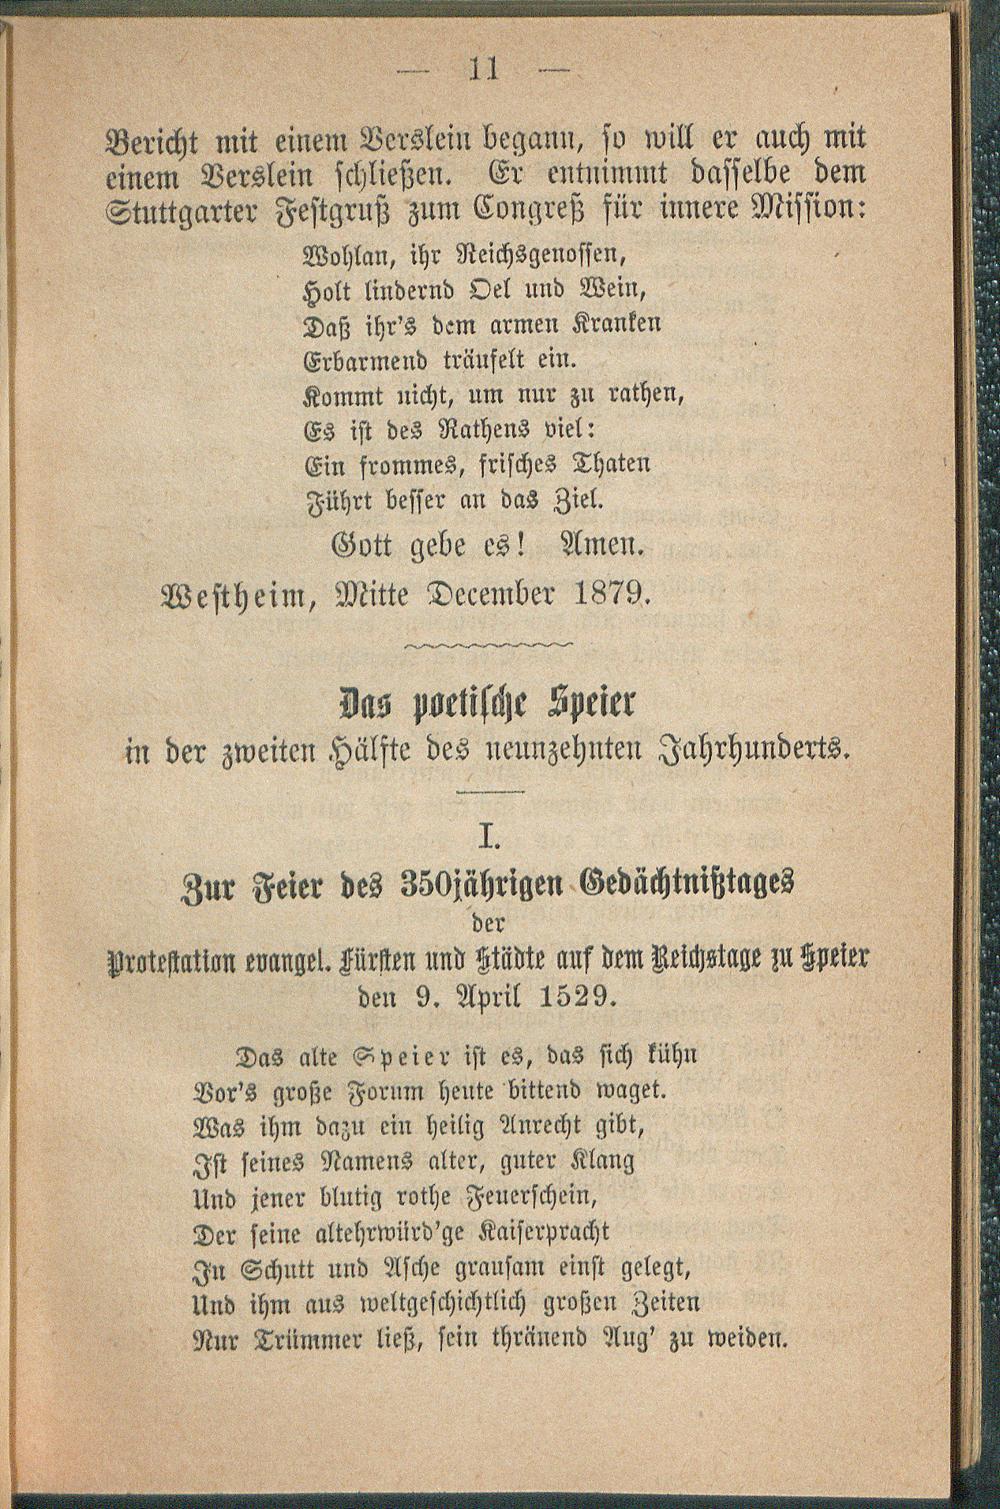 — 11 —
Bericht mit einem Verslein begann, so will er auch mit
einem Verslein schließen. Er entnimmt dasselbe dem
Stuttgarter Festgruß zum Congreß für innere Mission:
Wohlan, ihr Reichsgenossen,
Holt lindernd Oel und Wein,
Daß ihr's dem armen Kranken
Erbarmend träufelt ein.
Kommt nicht, um nur zu rathen,
Es ist des Rathens viel:
Ein frommes, frisches Thaten
Führt besser an das Ziel.
Gott gebe es! Amen.
Westheim, Mitte December 1879.
Das poetische Speier
in der zweiten Hälfte des neunzehnten Jahrhunderts.
I.
Zur Feier des 350jährigen Gedächtnißtages
der
Protestation evangel. Fürsten und Städte auf dem Reichstage zu Speier
den 9. April 1529.
Das alte Speier ist es, das sich kühn
Vor's große Forum heute bittend waget.
Was ihm dazu ein heilig Anrecht gibt,
Ist seines Namens alter, guter Klang
Und jener blutig rothe Feuerschein,
Der seine altehrwürd'ge Kaiserpracht
In Schutt und Asche grausam einst gelegt,
Und ihm aus weltgeschichtlich großen Zeiten
Nur Trümmer ließ, sein thränend Aug' zu weiden.